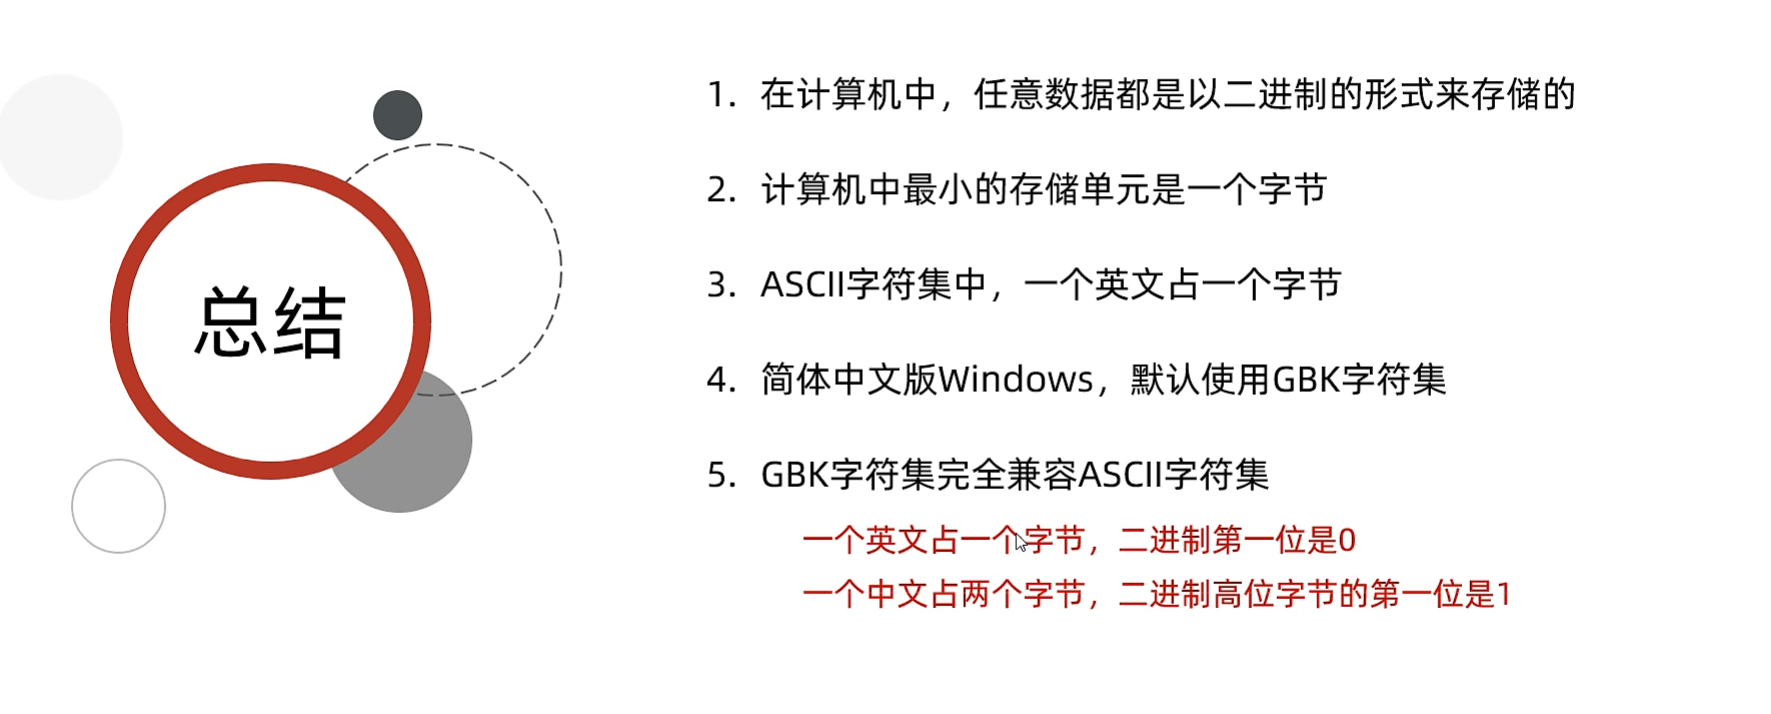 总结
1. 在计算机中，任意数据都是以二进制的形式来存储的
2. 计算机中最小的存储单元是一个字节
3. ASCII字符集中，一个英文占一个字节
4. 简体中文版Windows，默认使用GBK字符集
5. GBK字符集完全兼容ASCII字符集
一个英文占一个字节，二进制第一位是0
一个中文占两个字节，二进制高位字节的第一位是1